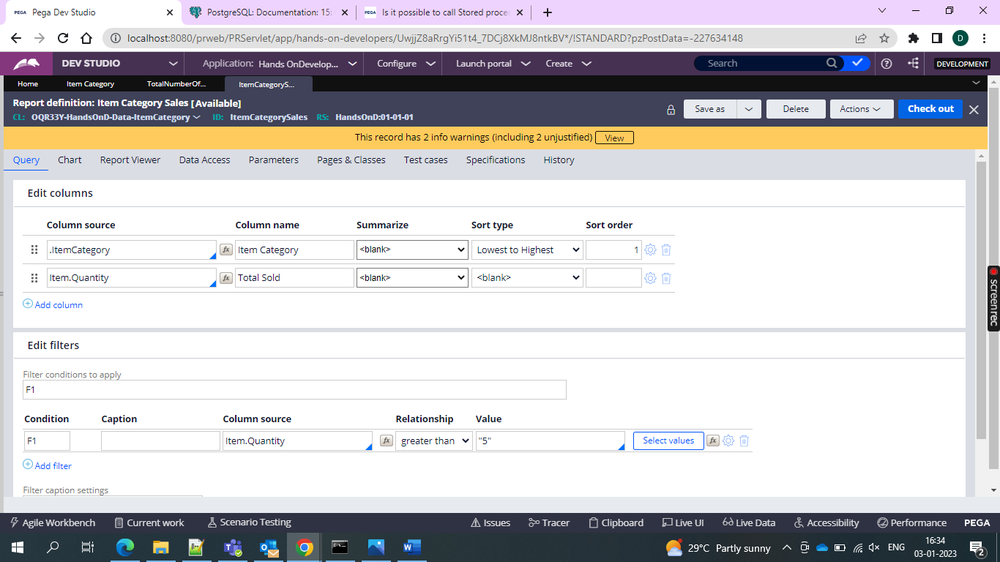 PEGA Pega Dev Studio
PostgreSQL: Documentation: 15:
PEGA Is it possible to call Stored proce
localhost:8080/prweb/PRServlet/app/hands-on-developers/UwjjZ8aRrgYi51t4_7DCj8XkMJ8ntkBV*/!STANDARD?pzPostData=-227634148
D
DEV STUDIO
Application: Hands OnDevelop...
Configure
Launch portal
Create
Search
DEVELOPMENT
Home
Item Category
TotalNumberOf...
ItemCategoryS...
Report definition: Item Category Sales [Available]
CL: OQR33Y-HandsOnD-Data-ItemCategory ID: ItemCategorySales RS: HandsOnD:01-01-01
Save as
Delete
Actions
Check out
This record has 2 info warnings (including 2 unjustified) View
Query Chart Report Viewer Data Access Parameters Pages & Classes Test cases Specifications History
Edit columns
Column source Column name Summarize Sort type Sort order
.ItemCategory fx Item Category <blank> Lowest to Highest 1
Item.Quantity fx Total Sold <blank> <blank>
Add column
Edit filters
Filter conditions to apply
F1
Condition Caption Column source Relationship Value
F1 Item.Quantity fx greater than "5" Select values fx
Add filter
Filter caption settings
screenrec
Agile Workbench Current work Scenario Testing Issues Tracer Clipboard Live UI Live Data Accessibility Performance PEGA
29°C Partly sunny ENG 16:34
03-01-2023
2